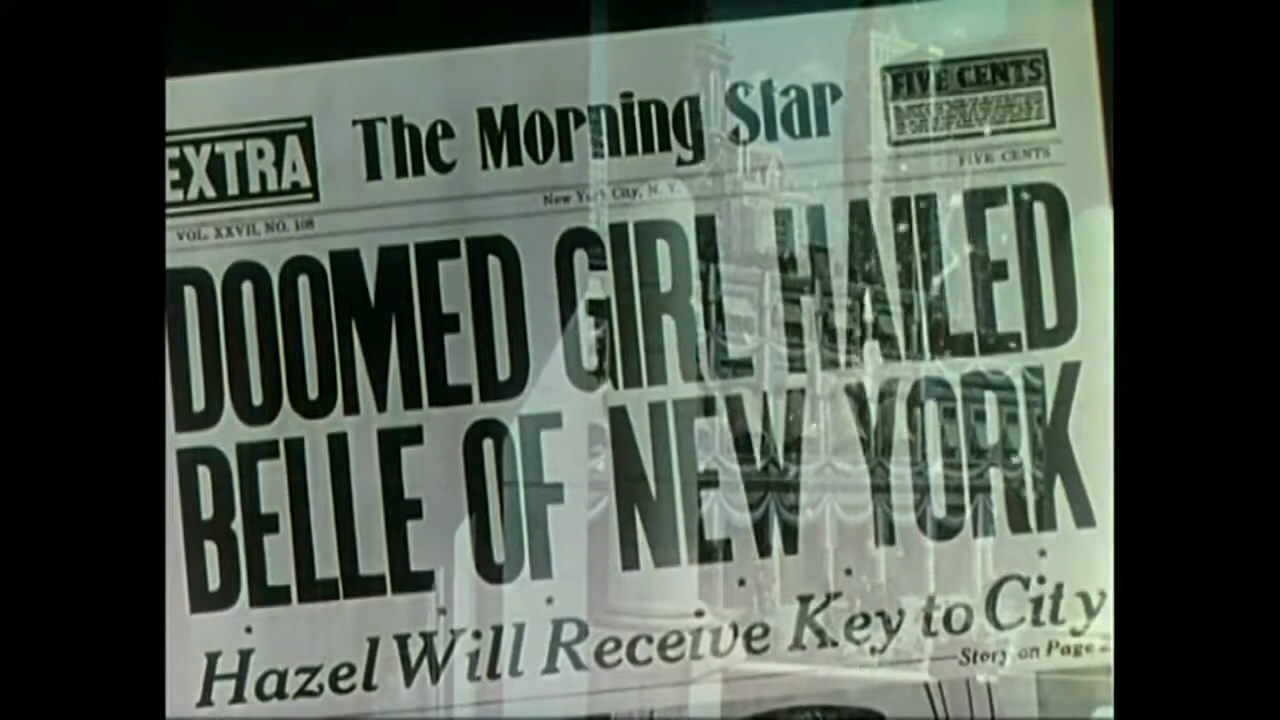 EXTRA
The Morning Star
FIVE CENTS
FIVE CENTS
New York City, N. Y.
VOL. XXVII, NO. 108
DOOMED GIRL HAILED
BELLE OF NEW YORK
Hazel Will Receive Key to City
Story on Page